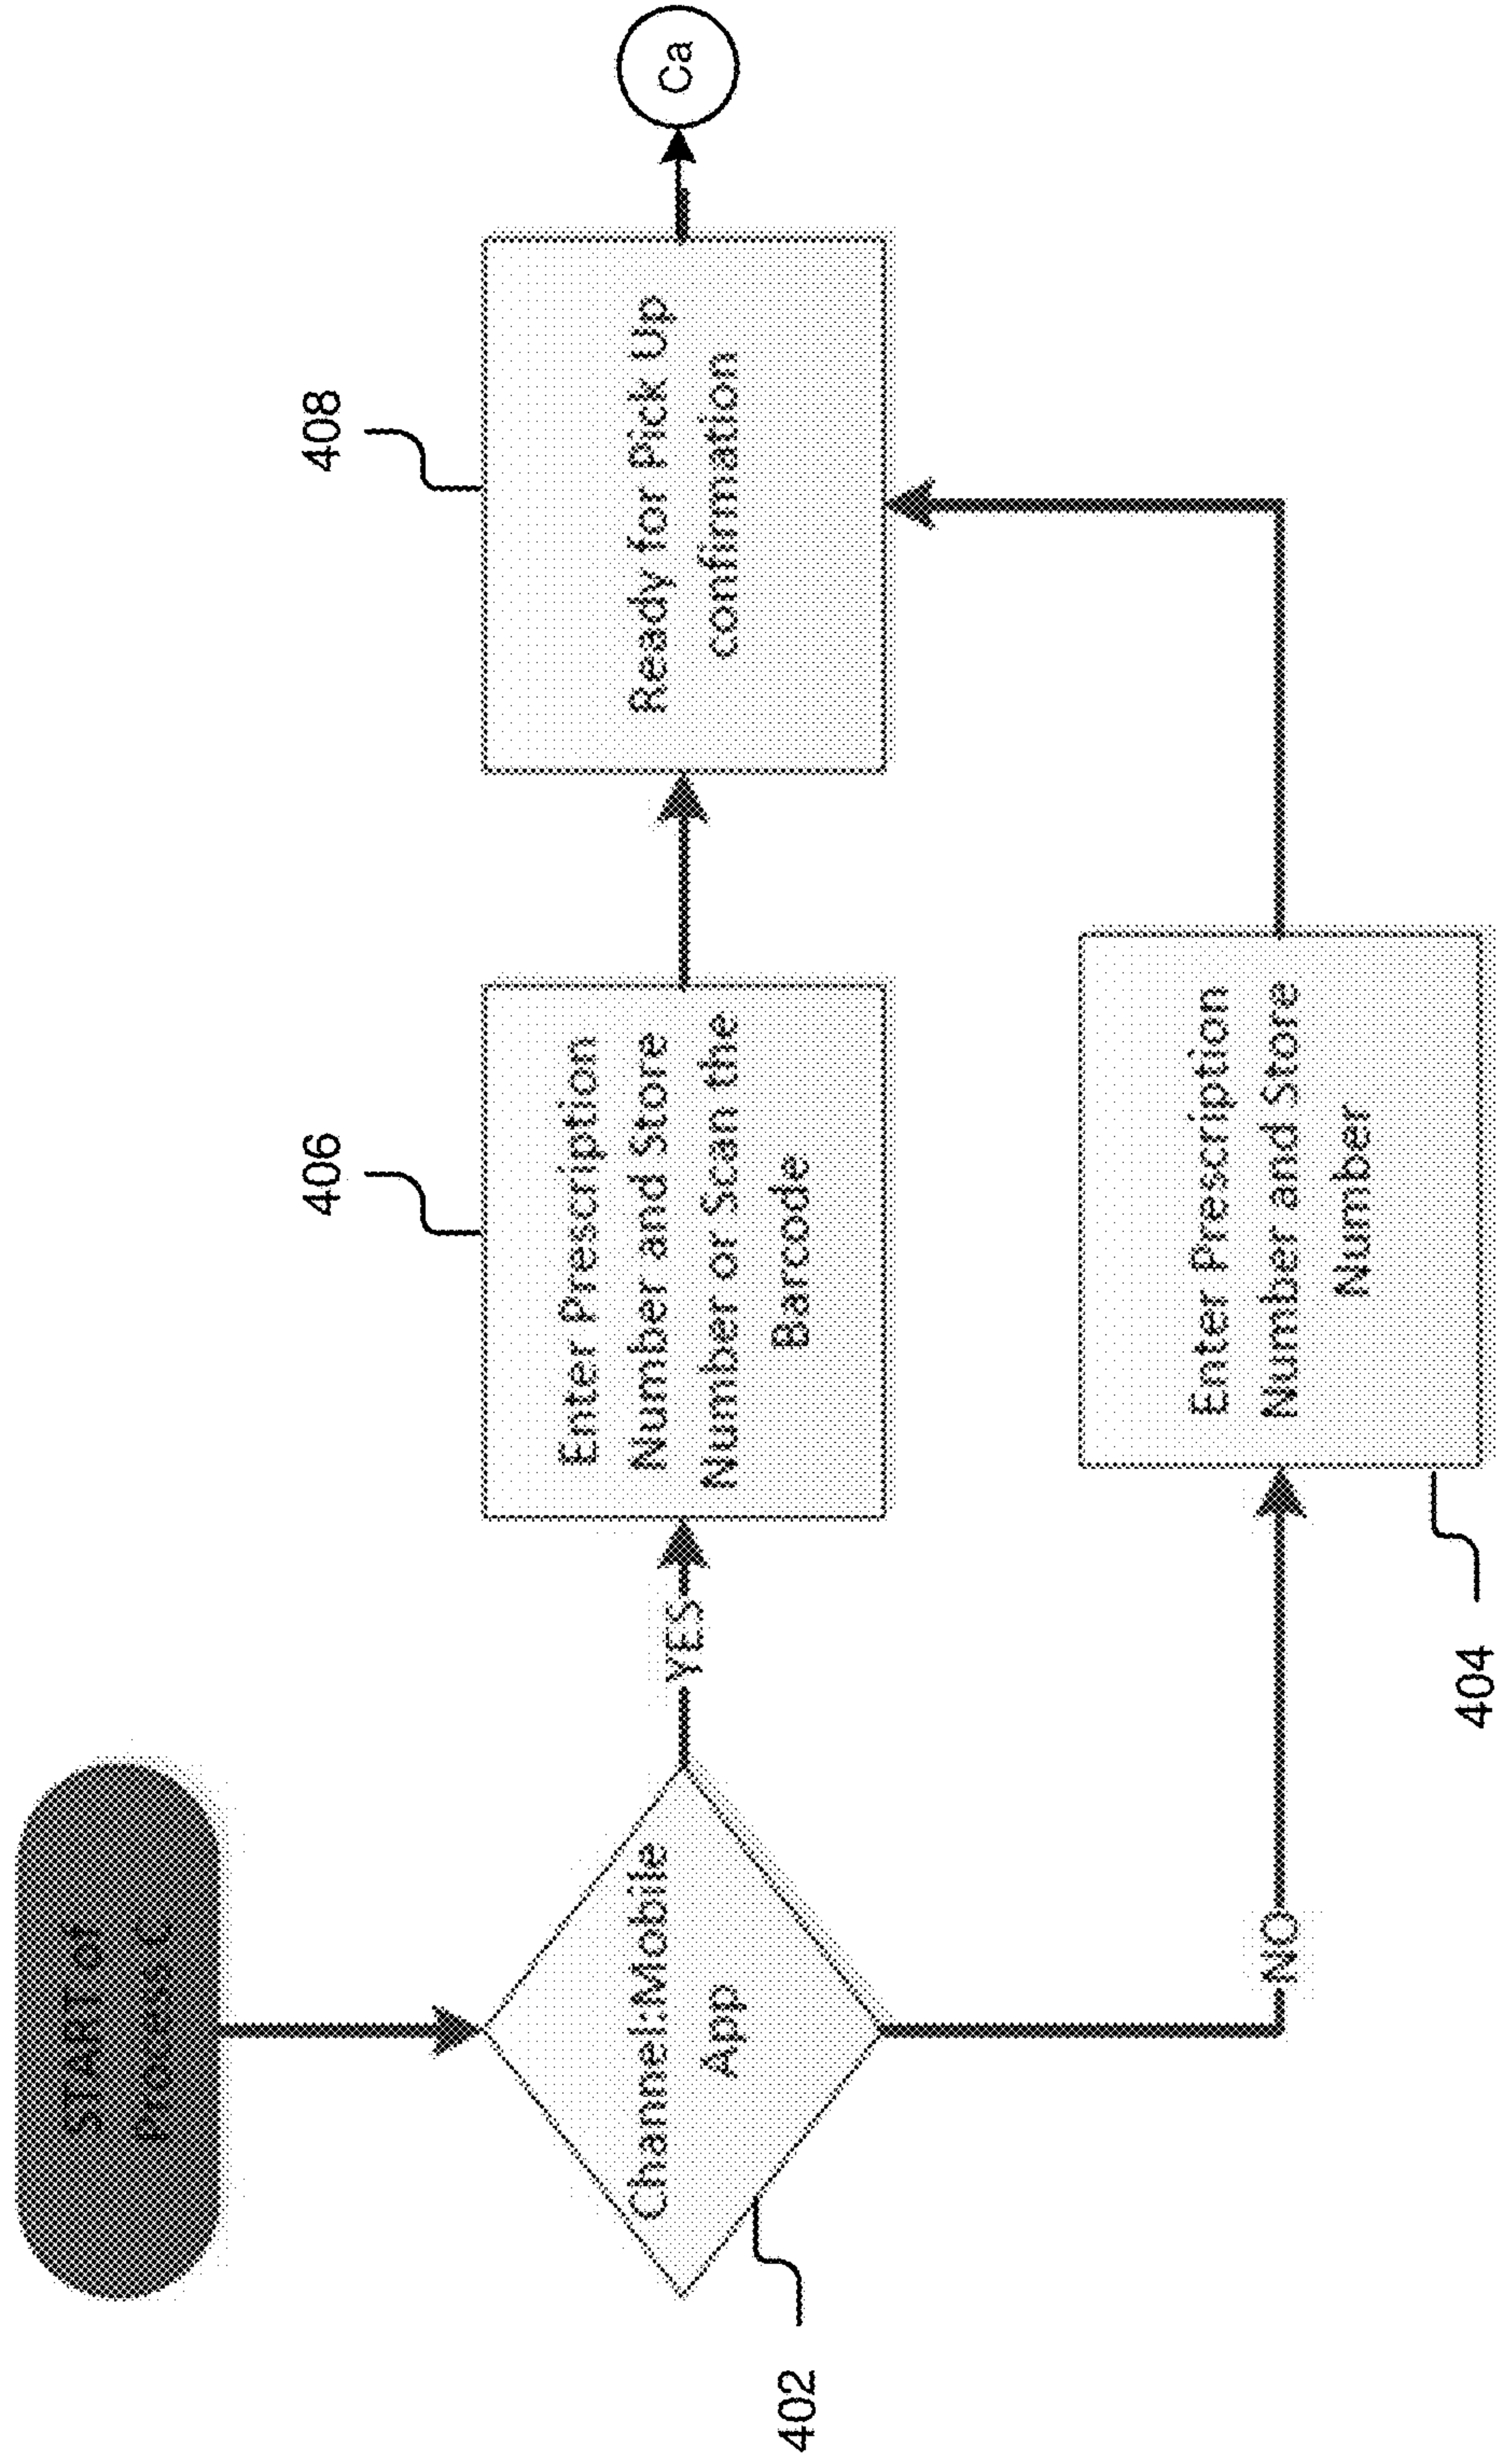 START of
Process C
402
Channel:Mobile
App
YES
406
Enter Prescription
Number and Store
Number or Scan the
Barcode
408
Ready for Pick Up
confirmation
Ca
NO
404
Enter Prescription
Number and Store
Number